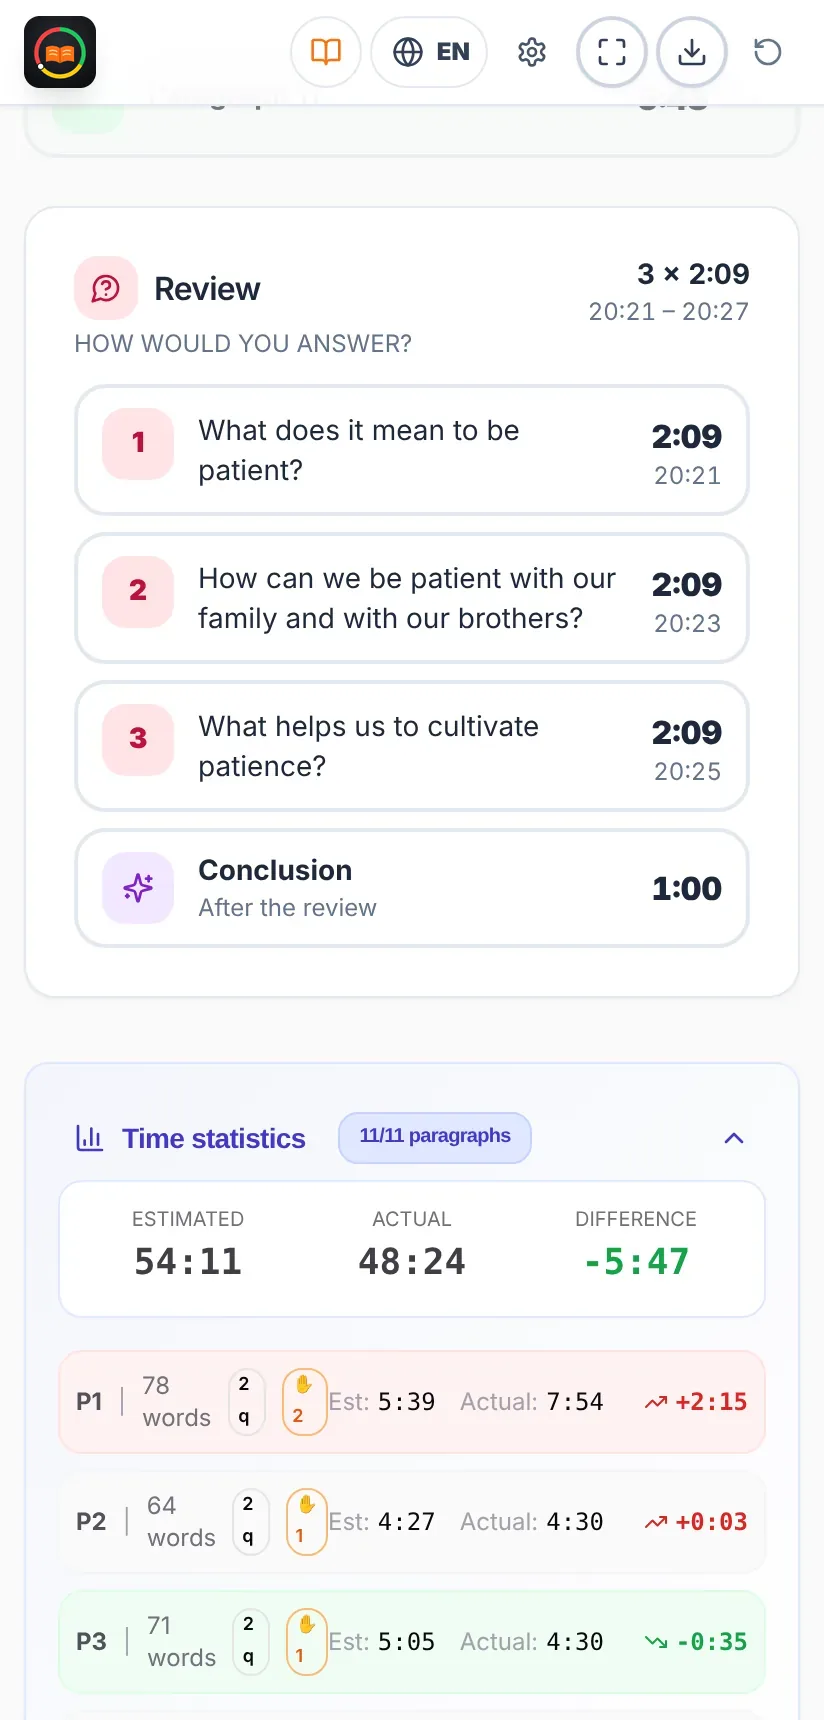 EN
Review
3 × 2:09
20:21 – 20:27
HOW WOULD YOU ANSWER?
1
What does it mean to be
patient?
2:09
20:21
2
How can we be patient with our
family and with our brothers?
2:09
20:23
3
What helps us to cultivate
patience?
2:09
20:25
Conclusion
After the review
1:00
Time statistics
11/11 paragraphs
ESTIMATED
ACTUAL
DIFFERENCE
54:11
48:24
-5:47
P1
78
words
2
q
✋
2
Est: 5:39
Actual: 7:54
+2:15
P2
64
words
2
q
✋
1
Est: 4:27
Actual: 4:30
+0:03
P3
71
words
2
q
✋
1
Est: 5:05
Actual: 4:30
-0:35